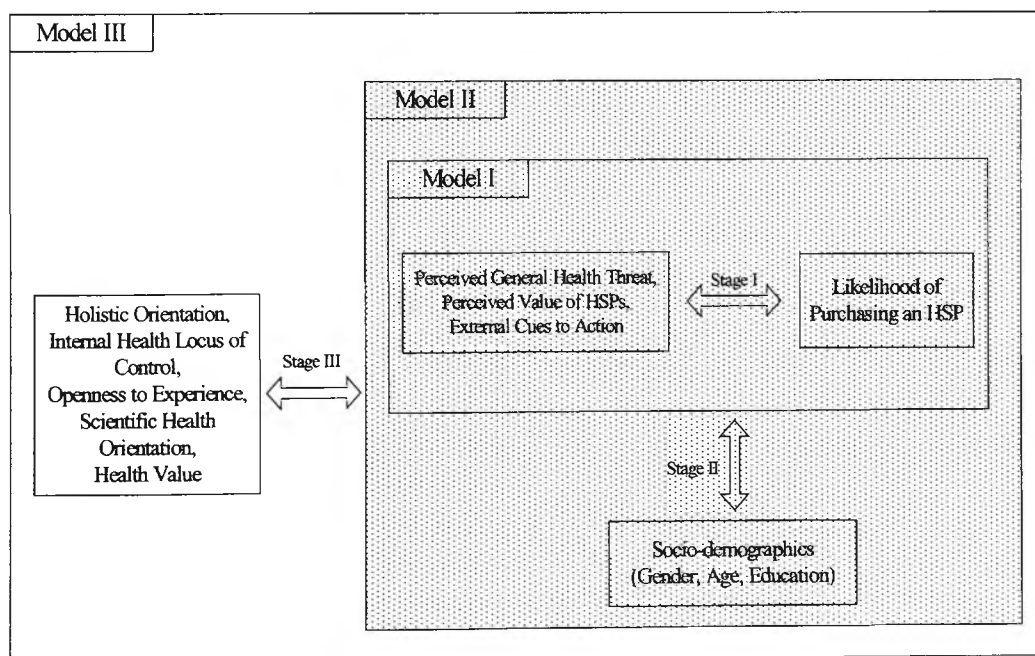 Model III
Model II
Model I
Perceived General Health Threat,
Perceived Value of HSPs,
External Cues to Action
Stage I
Likelihood of
Purchasing an HSP
Holistic Orientation,
Internal Health Locus of
Control,
Openness to Experience,
Scientific Health
Orientation,
Health Value
Stage III
Stage II
Socio-demographics
(Gender, Age, Education)